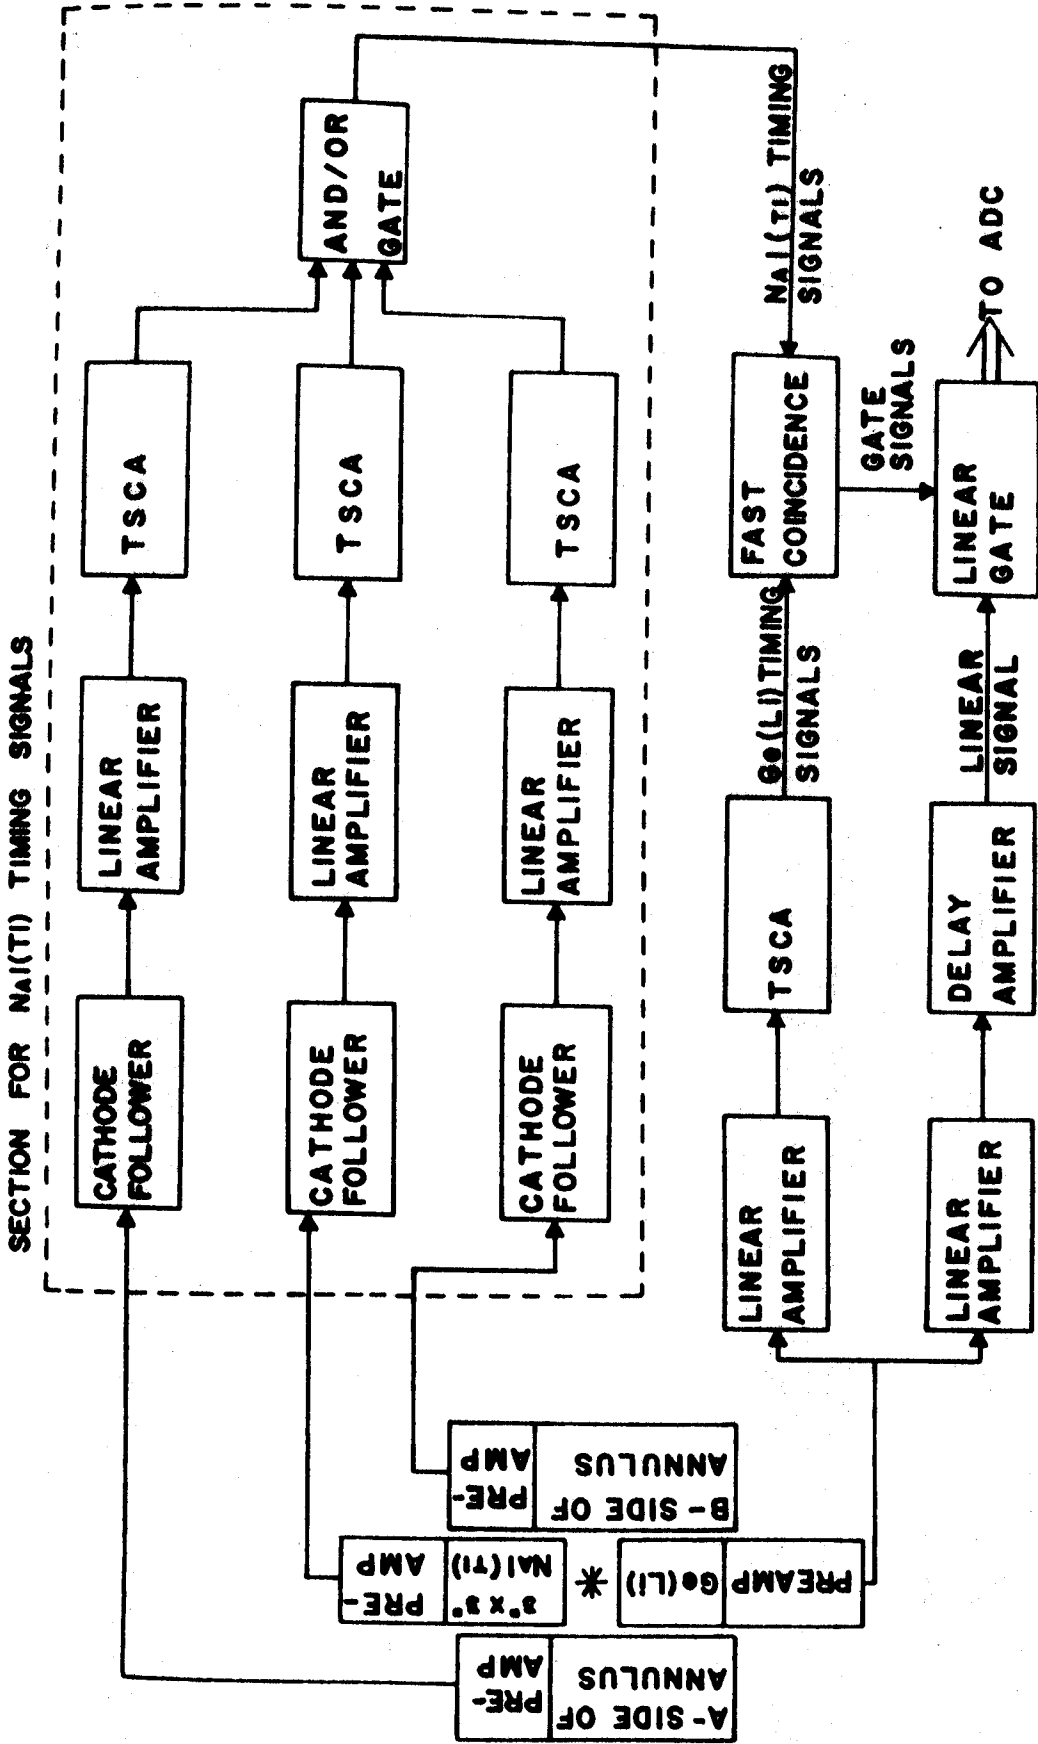 SECTION FOR NAI(Tl) TIMING SIGNALS
CATHODE
FOLLOWER
LINEAR
AMPLIFIER
TSCA
CATHODE
FOLLOWER
LINEAR
AMPLIFIER
TSCA
AND/OR
GATE
CATHODE
FOLLOWER
LINEAR
AMPLIFIER
TSCA
A-SIDE OF
ANNULUS
PRE-
AMP
3" X 3"
NAI(Tl)
PRE-
AMP
*
Ge(Li)
PREAMP
B-SIDE OF
ANNULUS
PRE-
AMP
LINEAR
AMPLIFIER
TSCA
Ge(Li) TIMING
SIGNALS
FAST
COINCIDENCE
NAI(Tl) TIMING
SIGNALS
GATE
SIGNALS
LINEAR
AMPLIFIER
DELAY
AMPLIFIER
LINEAR
SIGNAL
LINEAR
GATE
TO ADC